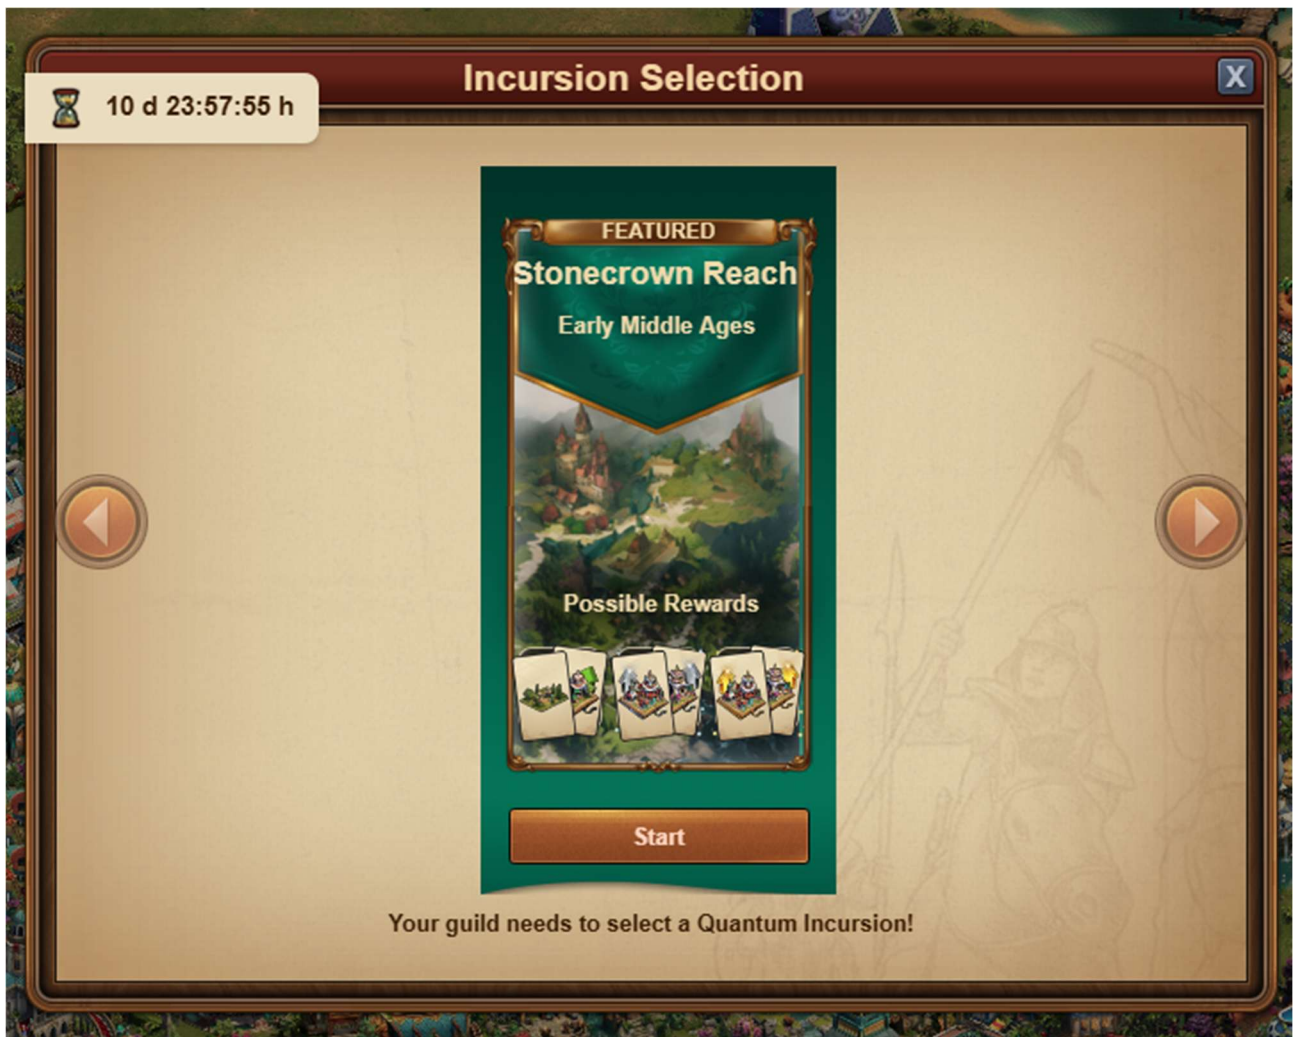 Incursion Selection
X
10 d 23:57:55 h
FEATURED
Stonecrown Reach
Early Middle Ages
Possible Rewards
Start
Your guild needs to select a Quantum Incursion!